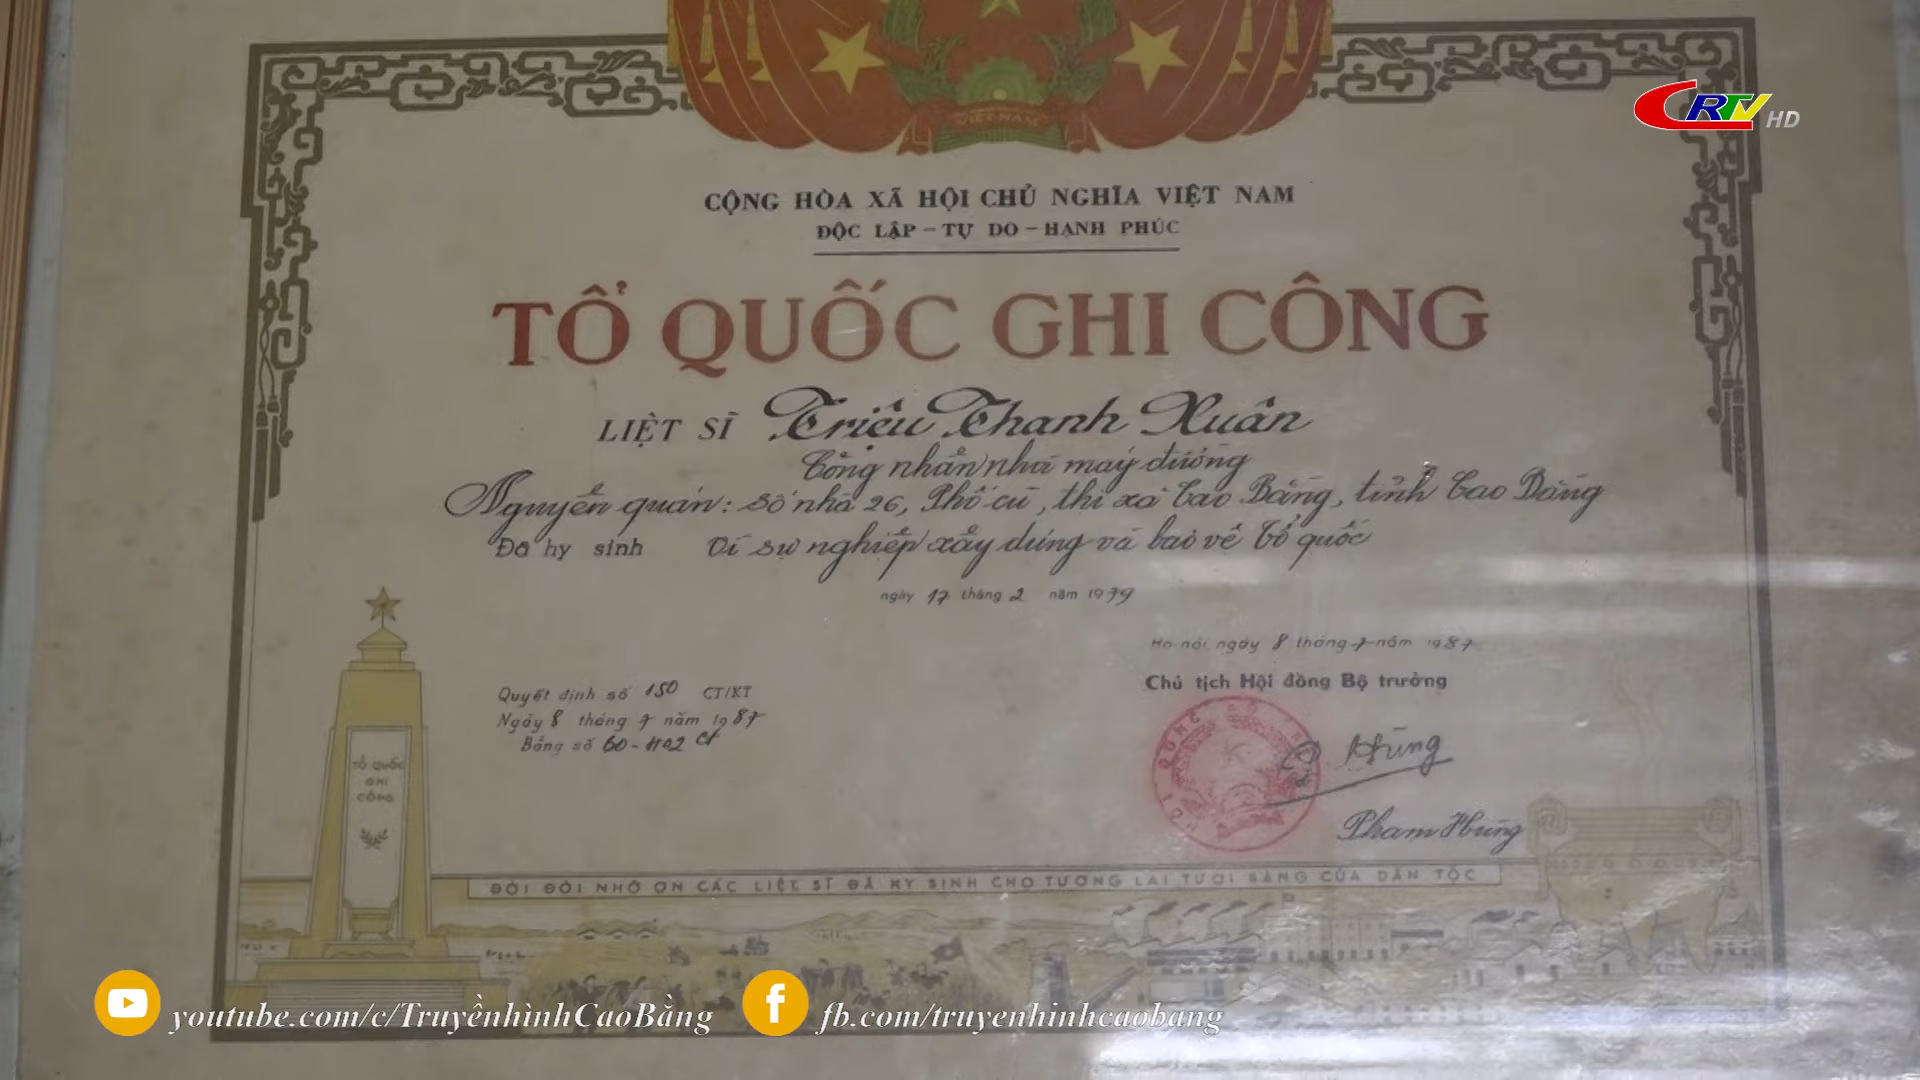 CRTV HD
VIỆT NAM
CỘNG HÒA XÃ HỘI CHỦ NGHĨA VIỆT NAM
ĐỘC LẬP - TỰ DO - HẠNH PHÚC
TỔ QUỐC GHI CÔNG
LIỆT SĨ Triệu Thanh Xuân
Công nhân nhà máy đường
Nguyên quán: Số nhà 26, Phố cũ, thị xã Cao Bằng, tỉnh Cao Bằng
Đã hy sinh Vì sự nghiệp xây dựng và bảo vệ Tổ quốc
ngày 17 tháng 2 năm 1979
Hà nội, ngày 8 tháng 7 năm 1987
Chủ tịch Hội đồng Bộ trưởng
Quyết định số 150 CT/KT
Ngày 8 tháng 7 năm 1987
Bằng số 60-1102 CT
Hùng
Phạm Hùng
TỔ QUỐC
GHI
CÔNG
ĐỜI ĐỜI NHỚ ƠN CÁC LIỆT SĨ ĐÃ HY SINH CHO TƯƠNG LAI TƯƠI SÁNG CỦA DÂN TỘC
youtube.com/c/TruyềnhìnhCaoBằng fb.com/truyenhinhcaobang